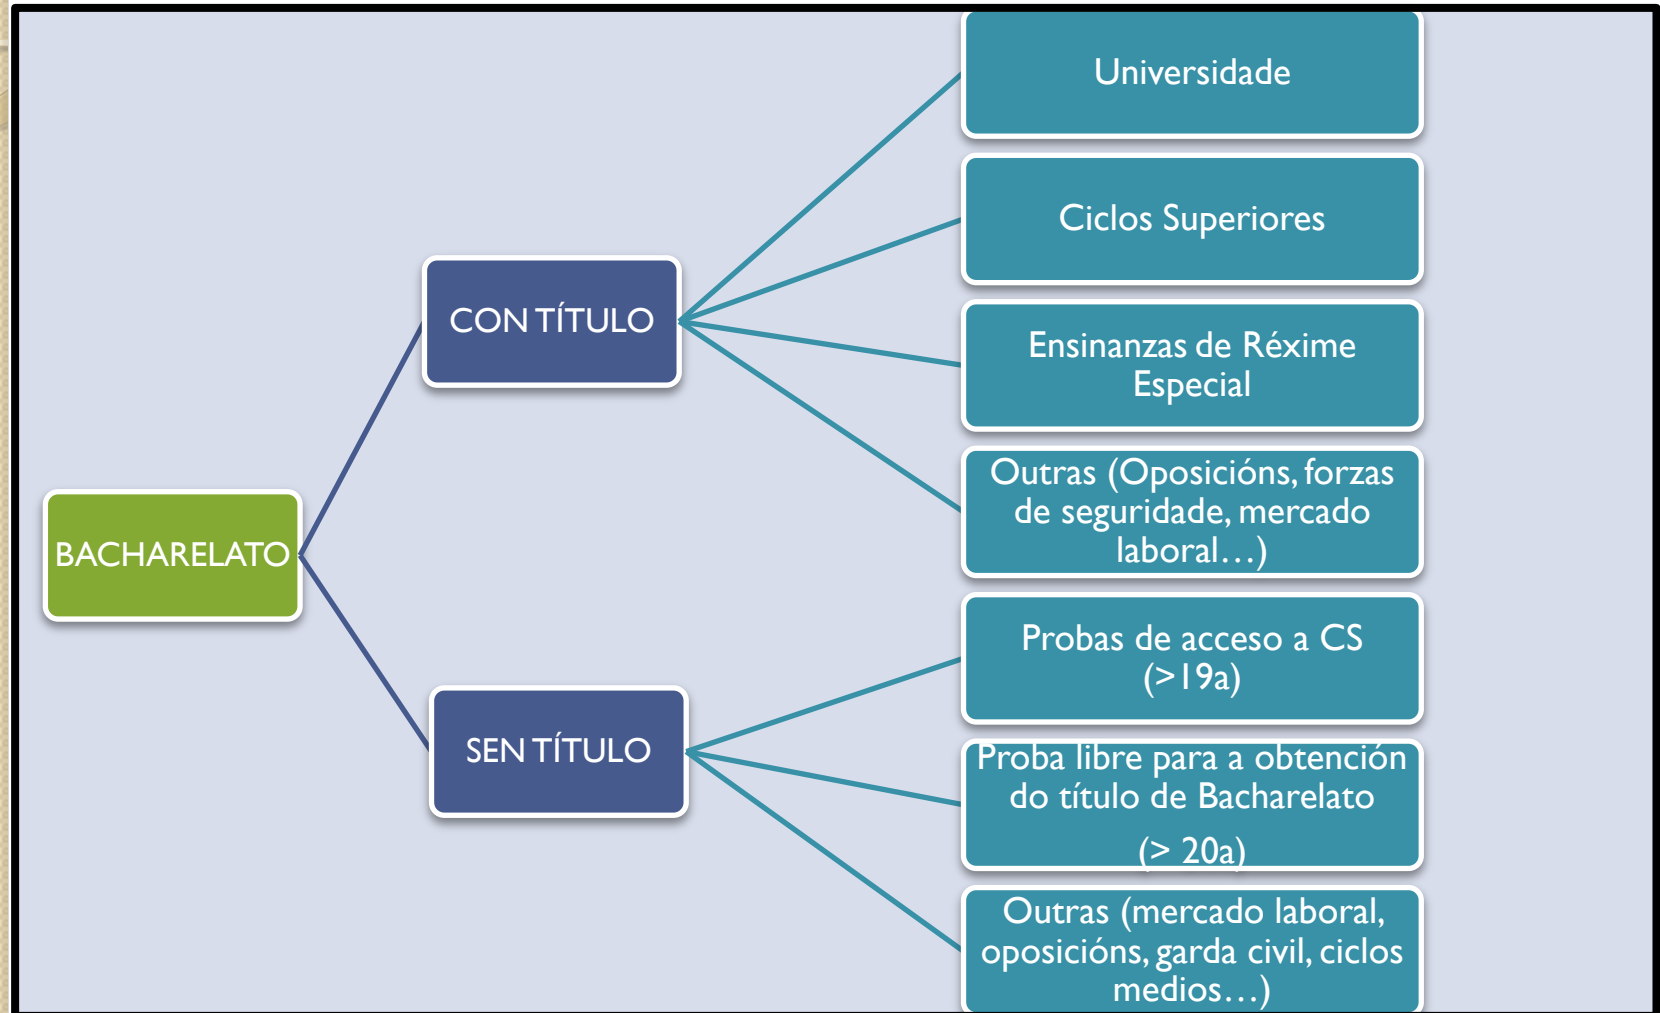 Universidade
Ciclos Superiores
Ensinanzas de Réxime
Especial
CON TÍTULO
Outras (Oposicións, forzas
de seguridade, mercado
laboral…)
BACHARELATO
Probas de acceso a CS
(>19a)
SEN TÍTULO
Proba libre para a obtención
do título de Bacharelato
(> 20a)
Outras (mercado laboral,
oposicións, garda civil, ciclos
medios…)